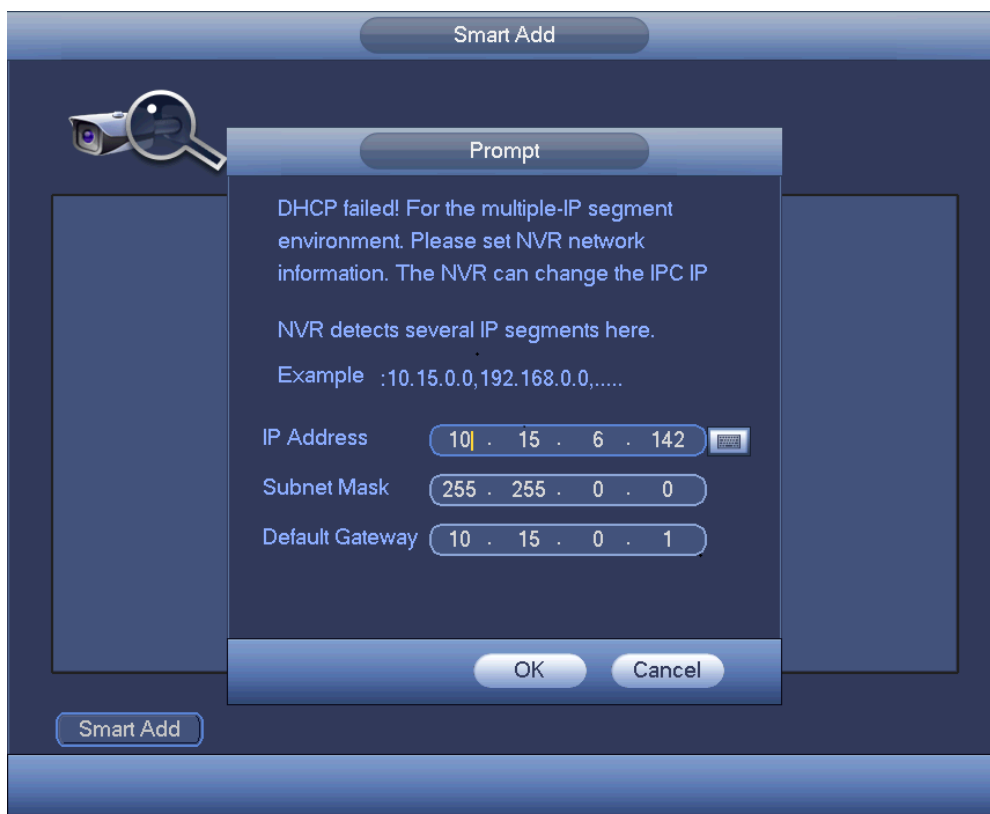 Smart Add
Prompt
DHCP failed! For the multiple-IP segment
environment. Please set NVR network
information. The NVR can change the IPC IP
NVR detects several IP segments here.
Example :10.15.0.0,192.168.0.0,.....
IP Address 10 . 15 . 6 . 142
Subnet Mask 255 . 255 . 0 . 0
Default Gateway 10 . 15 . 0 . 1
OK Cancel
Smart Add